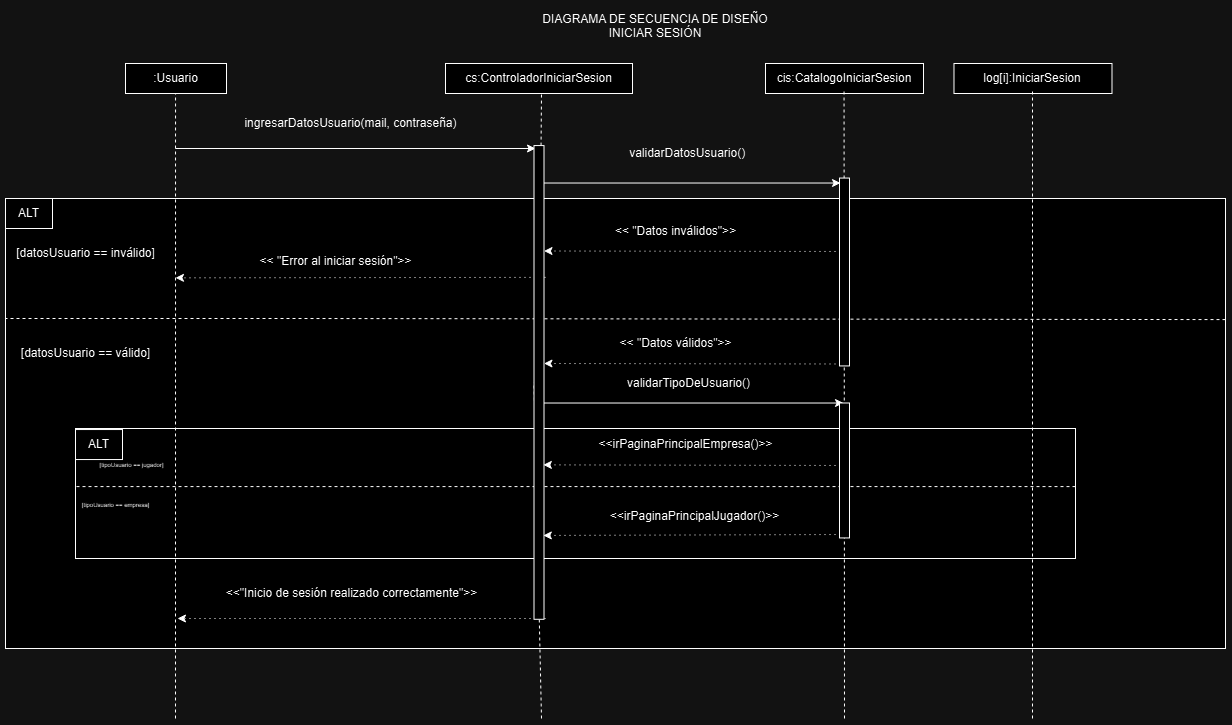 DIAGRAMA DE SECUENCIA DE DISEÑO
INICIAR SESIÓN
:Usuario
cs:ControladorIniciarSesion
cis:CatalogoIniciarSesion
log[i]:IniciarSesion
ingresarDatosUsuario(mail, contraseña)
validarDatosUsuario()
ALT
[datosUsuario == inválido]
<< "Datos inválidos">>
<< "Error al iniciar sesión">>
[datosUsuario == válido]
<< "Datos válidos">>
validarTipoDeUsuario()
ALT
<<irPaginaPrincipalEmpresa()>>
[tipoUsuario == jugador]
[tipoUsuario == empresa]
<<irPaginaPrincipalJugador()>>
<<"Inicio de sesión realizado correctamente">>